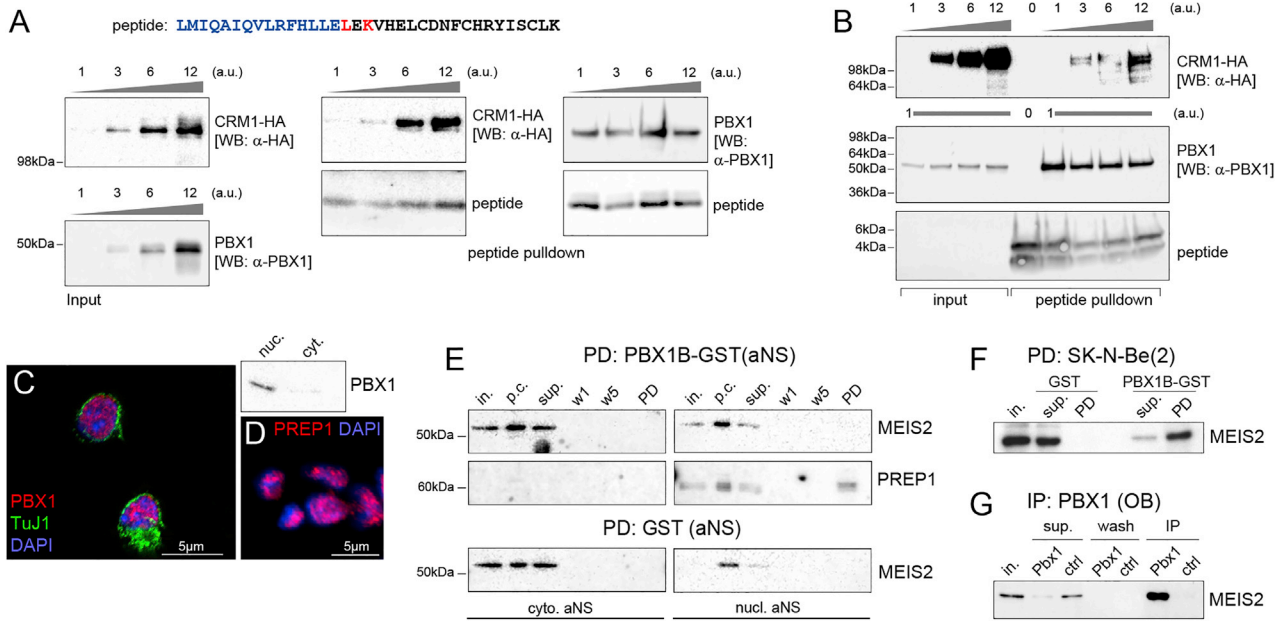 A
peptide: LMIQAIQVLRFHLLELEKVHELCDNFCHRYISCLK
1 3 6 12 (a.u.)
CRM1-HA
[WB: α-HA]
98kDa
1 3 6 12 (a.u.)
50kDa
PBX1
[WB: α-PBX1]
Input
1 3 6 12 (a.u.)
CRM1-HA
[WB: α-HA]
peptide
1 3 6 12 (a.u.)
PBX1
[WB:
α-PBX1]
peptide
peptide pulldown
B
1 3 6 12 0 1 3 6 12 (a.u.)
98kDa
64kDa
CRM1-HA
[WB: α-HA]
1 0 1 (a.u.)
98kDa
64kDa
50kDa
36kDa
PBX1
[WB: α-PBX1]
6kDa
4kDa
peptide
input peptide pulldown
C
PBX1
TuJ1
DAPI
5µm
nuc. cyt.
PBX1
D
PREP1 DAPI
5µm
E
PD: PBX1B-GST(aNS)
in. p.c. sup. w1 w5 PD in. p.c. sup. w1 w5 PD
50kDa
MEIS2
60kDa
PREP1
PD: GST (aNS)
50kDa
MEIS2
cyto. aNS nucl. aNS
F
PD: SK-N-Be(2)
GST PBX1B-GST
in. sup. PD sup. PD
MEIS2
G
IP: PBX1 (OB)
sup. wash IP
in. Pbx1 ctrl Pbx1 ctrl Pbx1 ctrl
MEIS2